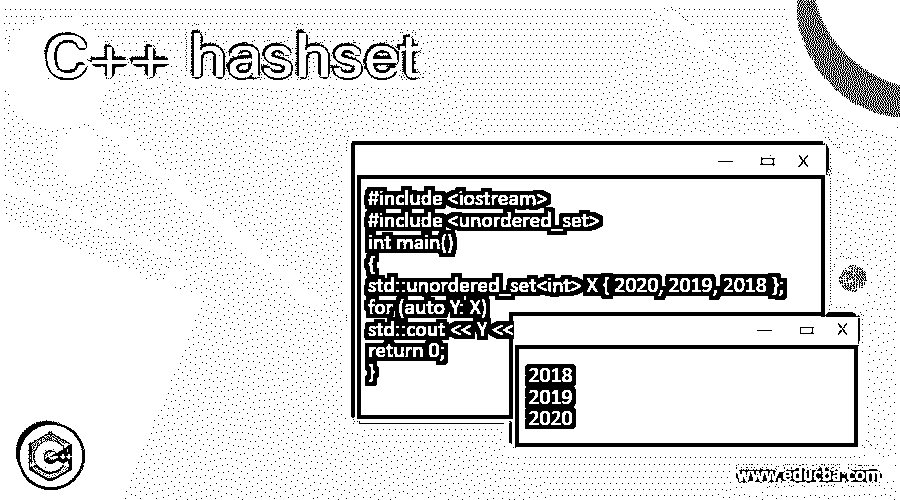 C++ hashset
— X
#include <iostream>
#include <unordered_set>
int main()
{
std::unordered_set<int> X { 2020, 2019, 2018 };
for (auto Y: X)
std::cout << Y <<
return 0;
}
— X
2018
2019
2020
www.educba.com